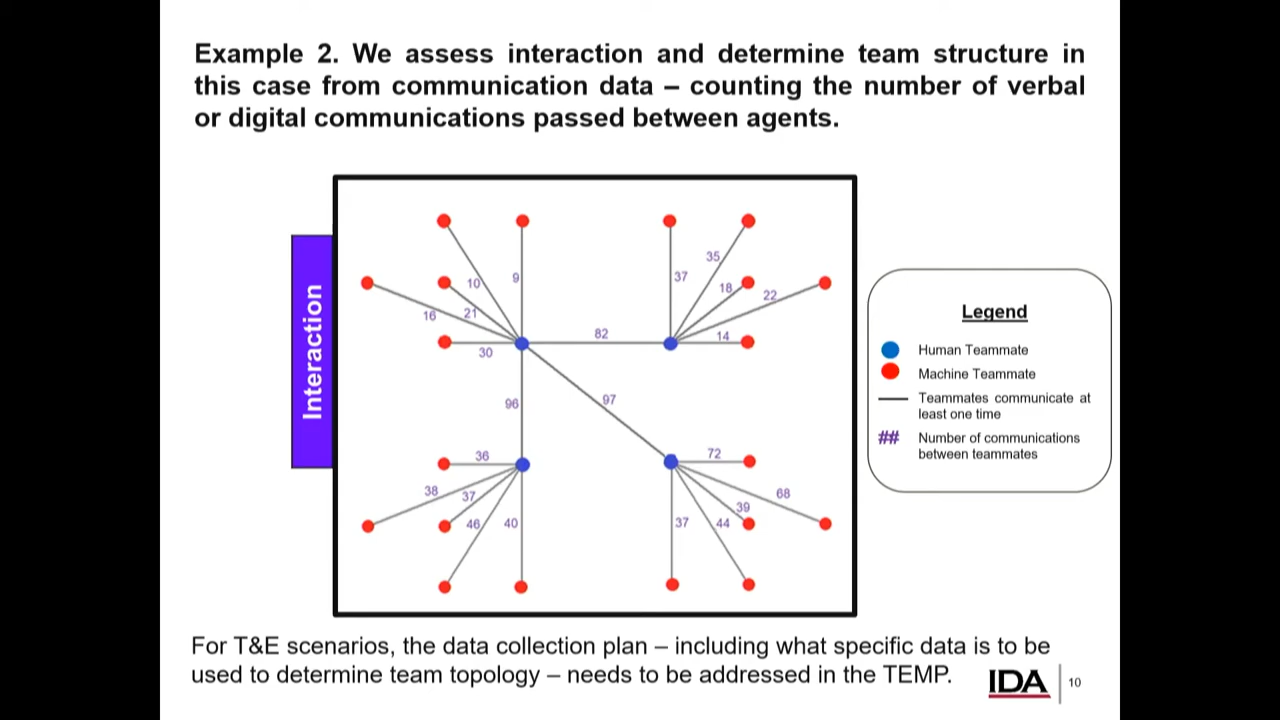 Example 2. We assess interaction and determine team structure in
this case from communication data – counting the number of verbal
or digital communications passed between agents.
Interaction
10
9
16
21
30
82
37
35
18
22
14
96
97
36
38
37
46
40
72
68
39
37
44
Legend
Human Teammate
Machine Teammate
Teammates communicate at
least one time
## Number of communications
between teammates
For T&E scenarios, the data collection plan – including what specific data is to be
used to determine team topology – needs to be addressed in the TEMP.
IDA
10